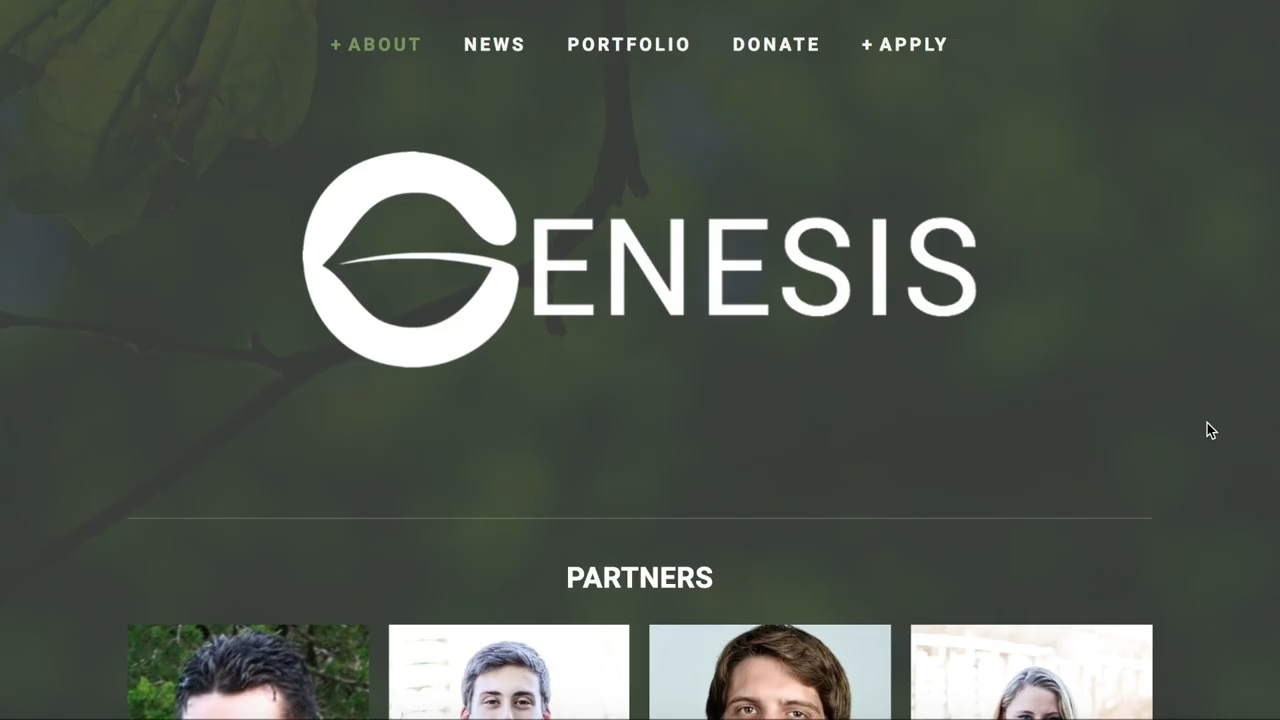 + ABOUT NEWS PORTFOLIO DONATE + APPLY
GENESIS
PARTNERS